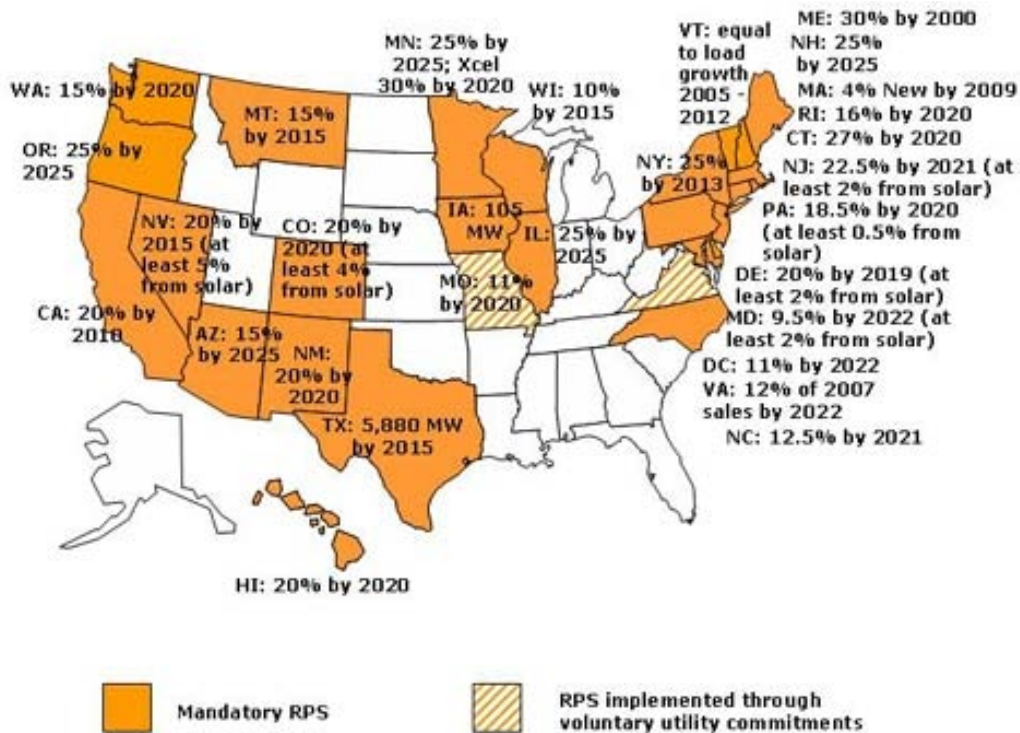 MN: 25% by
2025; Xcel
30% by 2020
VT: equal
to load
growth
2005 -
2012
ME: 30% by 2000
NH: 25%
by 2025
MA: 4% New by 2009
RI: 16% by 2020
CT: 27% by 2020
NJ: 22.5% by 2021 (at
least 2% from solar)
PA: 18.5% by 2020
(at least 0.5% from
solar)
DE: 20% by 2019 (at
least 2% from solar)
MD: 9.5% by 2022 (at
least 2% from solar)
DC: 11% by 2022
VA: 12% of 2007
sales by 2022
NC: 12.5% by 2021
WA: 15% by 2020
MT: 15%
by 2015
WI: 10%
by 2015
OR: 25% by
2025
NY: 25%
by 2013
NV: 20% by
2015 (at
least 5%
from solar)
CO: 20% by
2020 (at
least 4%
from solar)
IA: 105
MW
IL: 25% by
2025
MO: 11%
by 2020
CA: 20% by
2010
AZ: 15%
by 2025
NM:
20% by
2020
TX: 5,880 MW
by 2015
HI: 20% by 2020
Mandatory RPS
RPS implemented through
voluntary utility commitments